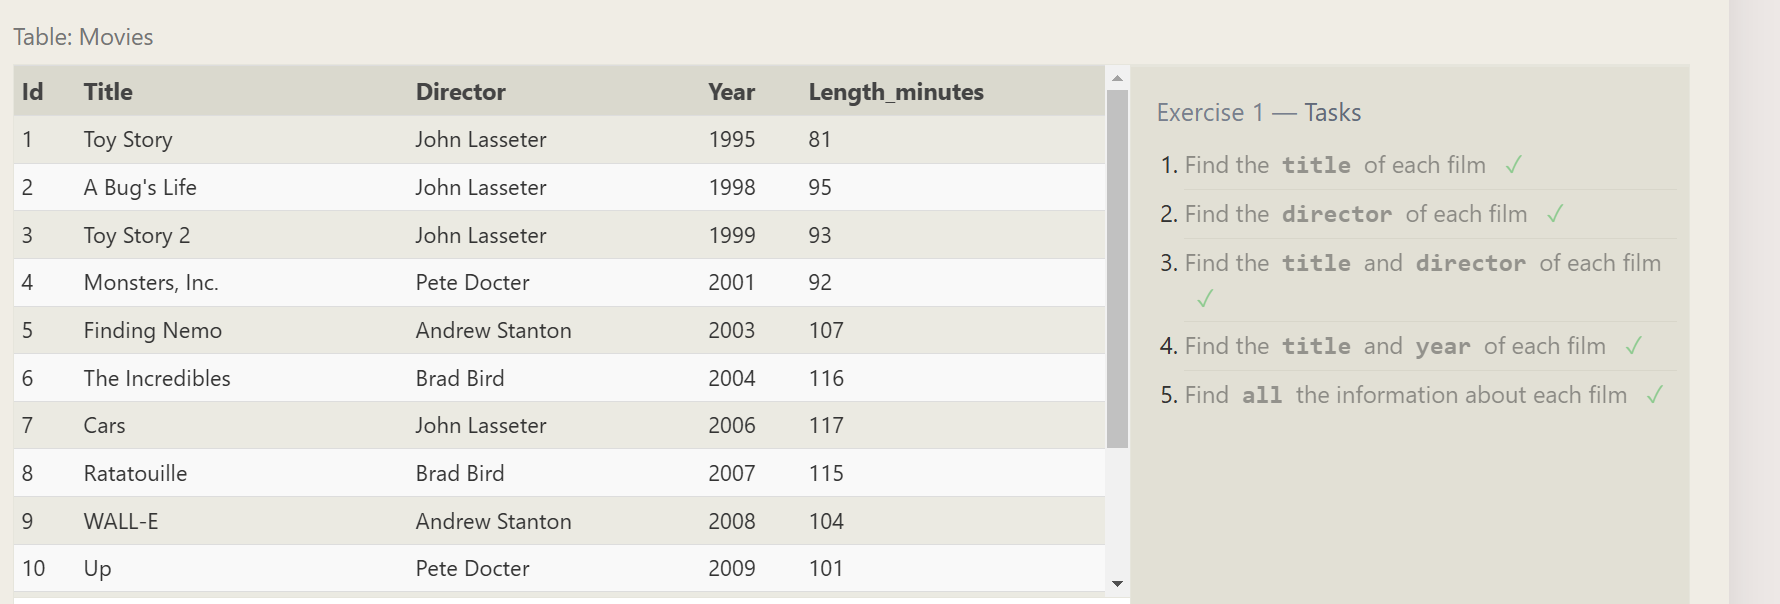 Table: Movies
Id Title Director Year Length_minutes
1 Toy Story John Lasseter 1995 81
2 A Bug's Life John Lasseter 1998 95
3 Toy Story 2 John Lasseter 1999 93
4 Monsters, Inc. Pete Docter 2001 92
5 Finding Nemo Andrew Stanton 2003 107
6 The Incredibles Brad Bird 2004 116
7 Cars John Lasseter 2006 117
8 Ratatouille Brad Bird 2007 115
9 WALL-E Andrew Stanton 2008 104
10 Up Pete Docter 2009 101
Exercise 1 — Tasks
1. Find the title of each film ✓
2. Find the director of each film ✓
3. Find the title and director of each film
✓
4. Find the title and year of each film ✓
5. Find all the information about each film ✓